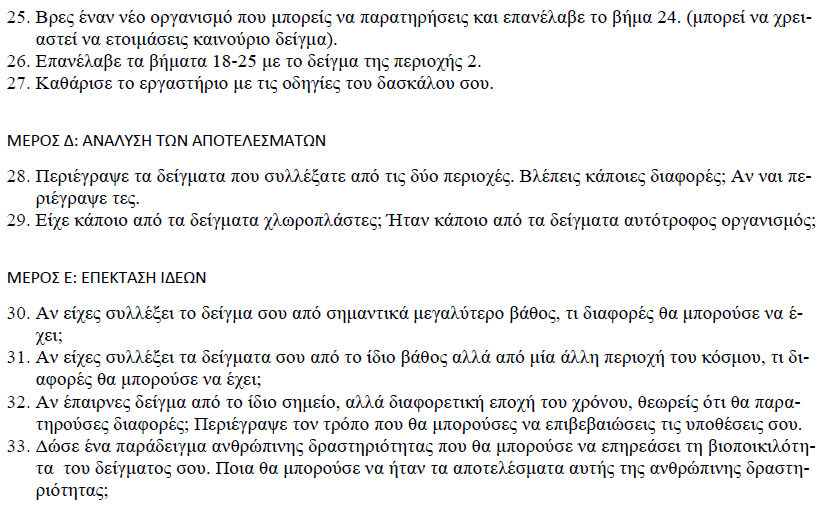 25. Βρες έναν νέο οργανισμό που μπορείς να παρατηρήσεις και επανέλαβε το βήμα 24. (μπορεί να χρει-
αστεί να ετοιμάσεις καινούριο δείγμα).
26. Επανέλαβε τα βήματα 18-25 με το δείγμα της περιοχής 2.
27. Καθάρισε το εργαστήριο με τις οδηγίες του δασκάλου σου.
ΜΕΡΟΣ Δ: ΑΝΑΛΥΣΗ ΤΩΝ ΑΠΟΤΕΛΕΣΜΑΤΩΝ
28. Περιέγραψε τα δείγματα που συλλέξατε από τις δύο περιοχές. Βλέπεις κάποιες διαφορές; Αν ναι πε-
ριέγραψε τες.
29. Είχε κάποιο από τα δείγματα χλωροπλάστες; Ήταν κάποιο από τα δείγματα αυτότροφος οργανισμός;
ΜΕΡΟΣ Ε: ΕΠΕΚΤΑΣΗ ΙΔΕΩΝ
30. Αν είχες συλλέξει το δείγμα σου από σημαντικά μεγαλύτερο βάθος, τι διαφορές θα μπορούσε να έ-
χει;
31. Αν είχες συλλέξει τα δείγματα σου από το ίδιο βάθος αλλά από μία άλλη περιοχή του κόσμου, τι δι-
αφορές θα μπορούσε να έχει;
32. Αν έπαιρνες δείγμα από το ίδιο σημείο, αλλά διαφορετική εποχή του χρόνου, θεωρείς ότι θα παρα-
τηρούσες διαφορές; Περιέγραψε τον τρόπο που θα μπορούσες να επιβεβαιώσεις τις υποθέσεις σου.
33. Δώσε ένα παράδειγμα ανθρώπινης δραστηριότητας που θα μπορούσε να επηρεάσει τη βιοποικιλότη-
τα του δείγματος σου. Ποια θα μπορούσε να ήταν τα αποτελέσματα αυτής της ανθρώπινης δραστη-
ριότητας;